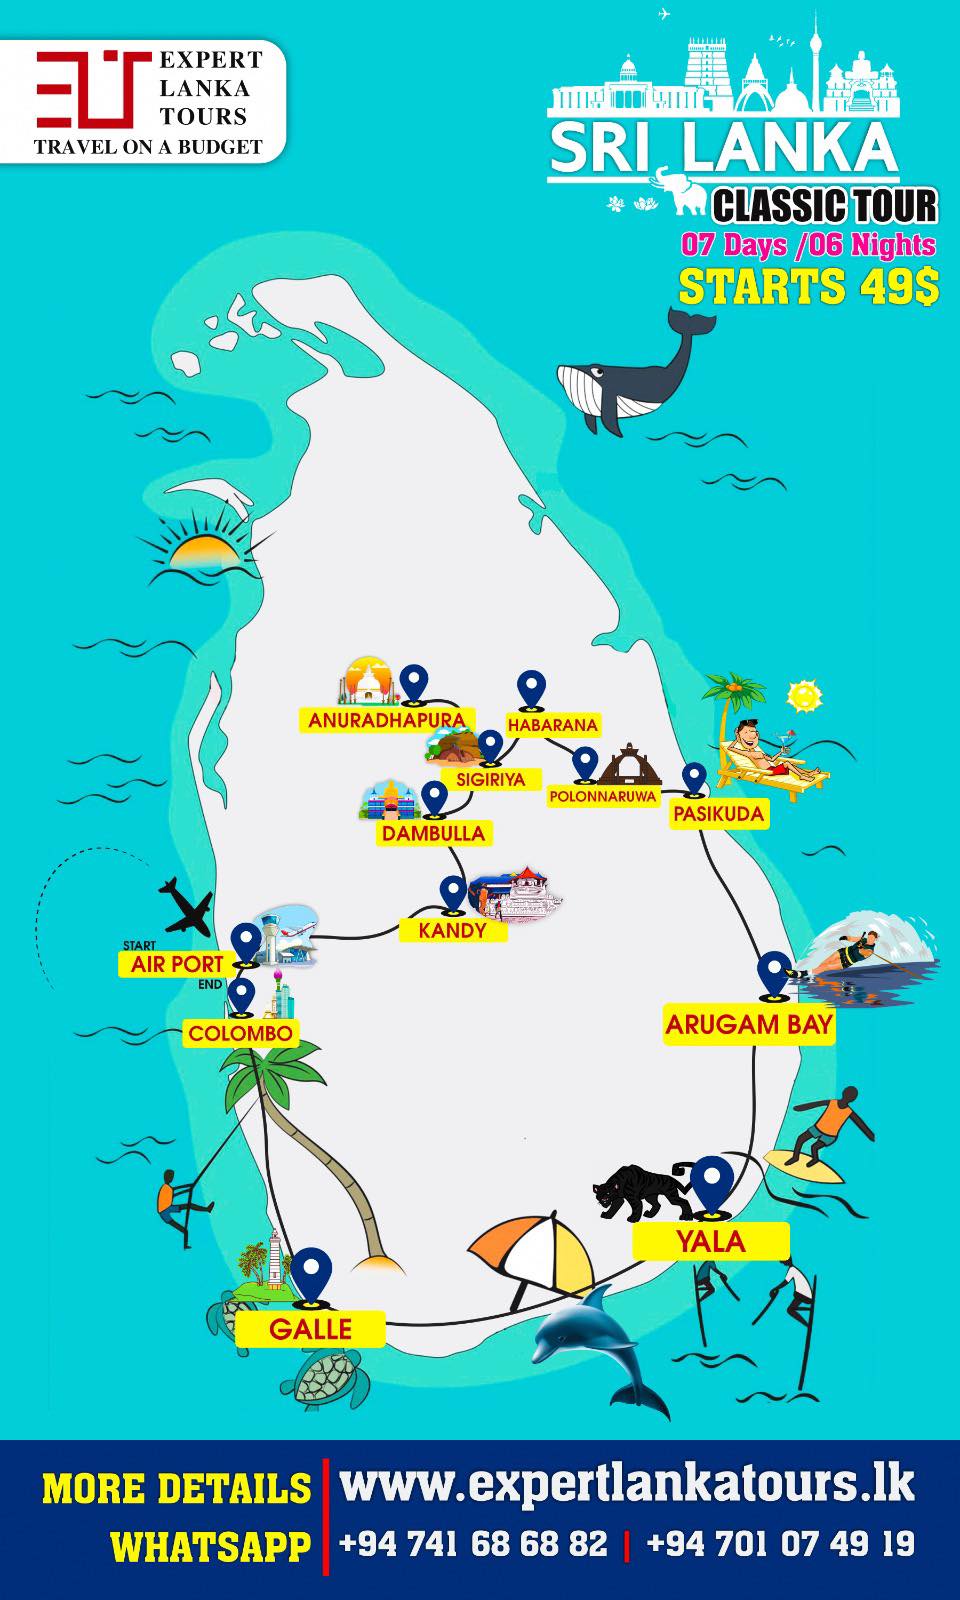 EXPERT
LANKA
TOURS
TRAVEL ON A BUDGET
SRI LANKA
CLASSIC TOUR
07 Days /06 Nights
STARTS 49$
ANURADHAPURA
HABARANA
SIGIRIYA
POLONNARUWA
PASIKUDA
DAMBULLA
KANDY
START
AIR PORT
END
COLOMBO
ARUGAM BAY
YALA
GALLE
MORE DETAILS
www.expertlankatours.lk
WHATSAPP
+94 741 68 68 82 | +94 701 07 49 19